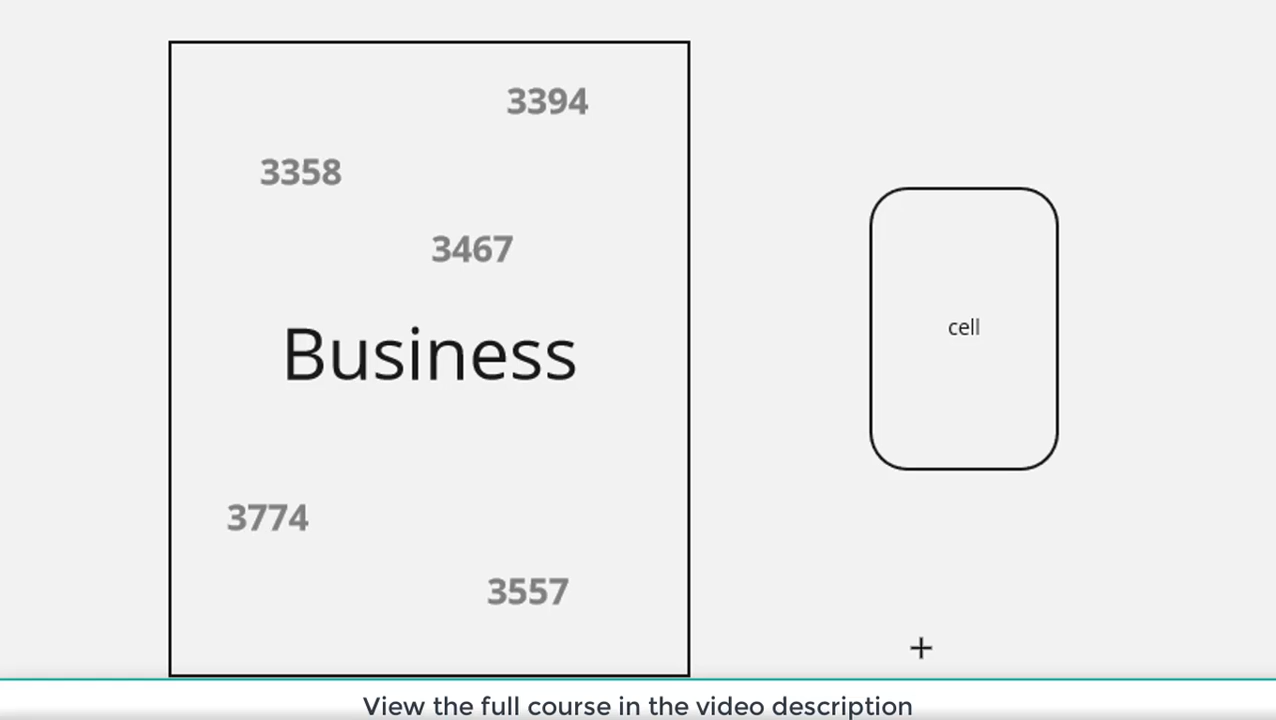 3394
3358
3467
cell
Business
3774
3557
View the full course in the video description